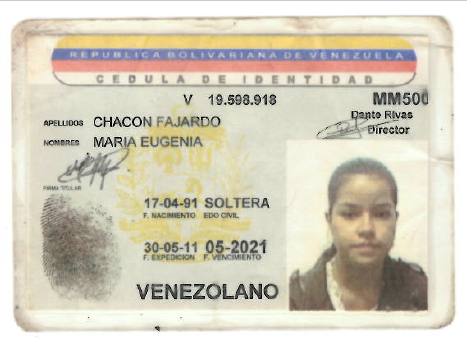 REPUBLICA BOLIVARIANA DE VENEZUELA
CEDULA DE IDENTIDAD
V 19.598.918 MM500
Dante Rivas
Director
APELLIDOS CHACON FAJARDO
NOMBRES MARIA EUGENIA
FIRMA TITULAR
17-04-91 SOLTERA
F. NACIMIENTO EDO CIVIL
30-05-11 05-2021
F. EXPEDICION F. VENCIMIENTO
VENEZOLANO